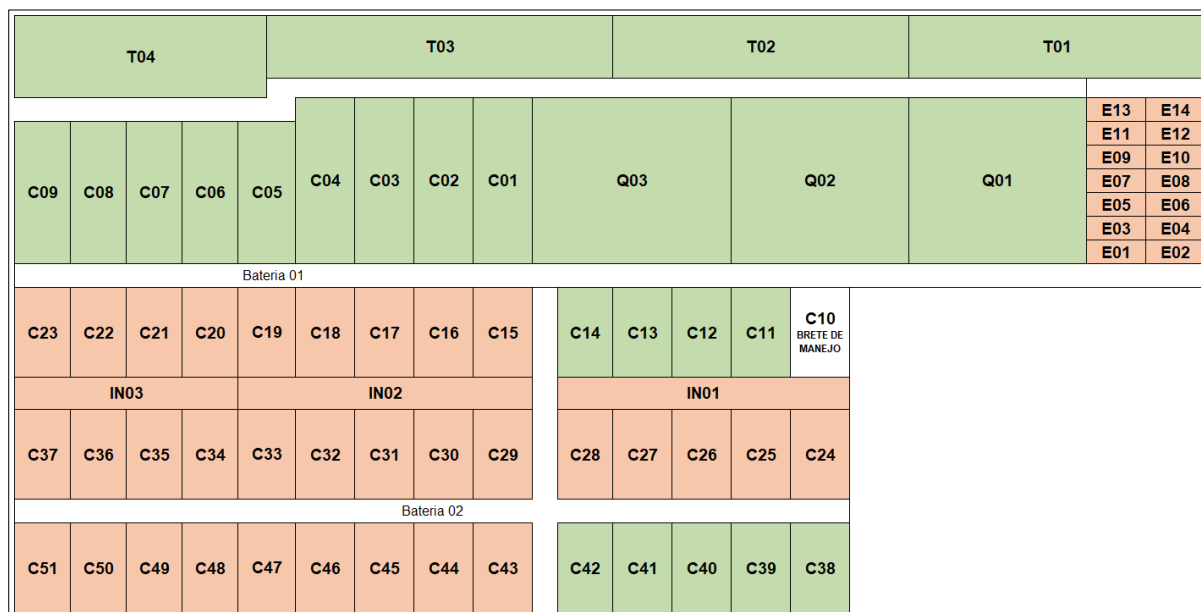 T04 T03 T02 T01
E13 E14
E11 E12
E09 E10
E07 E08
E05 E06
E03 E04
E01 E02
C09 C08 C07 C06 C05 C04 C03 C02 C01 Q03 Q02 Q01
Bateria 01
C23 C22 C21 C20 C19 C18 C17 C16 C15 C14 C13 C12 C11 C10
BRETE DE
MANEJO
IN03 IN02 IN01
C37 C36 C35 C34 C33 C32 C31 C30 C29 C28 C27 C26 C25 C24
Bateria 02
C51 C50 C49 C48 C47 C46 C45 C44 C43 C42 C41 C40 C39 C38